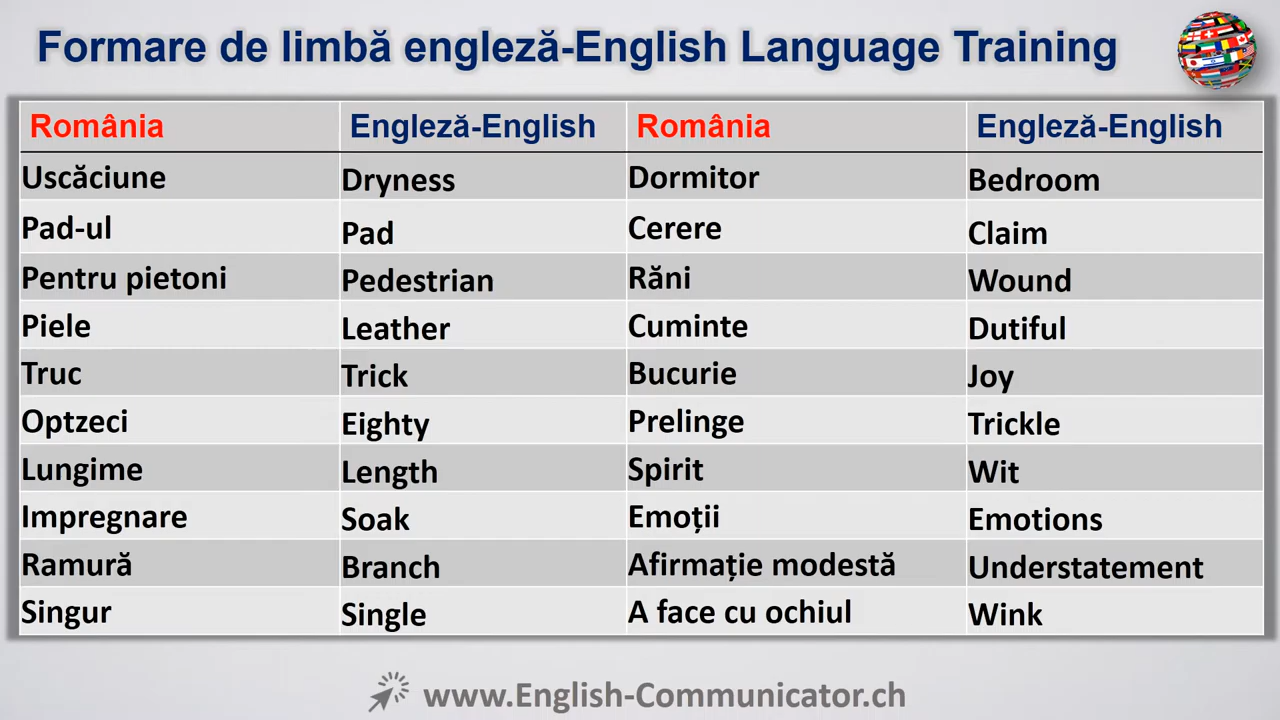 Formare de limbă engleză-English Language Training
România Engleză-English România Engleză-English
Uscăciune Dryness Dormitor Bedroom
Pad-ul Pad Cerere Claim
Pentru pietoni Pedestrian Răni Wound
Piele Leather Cuminte Dutiful
Truc Trick Bucurie Joy
Optzeci Eighty Prelinge Trickle
Lungime Length Spirit Wit
Impregnare Soak Emoții Emotions
Ramură Branch Afirmație modestă Understatement
Singur Single A face cu ochiul Wink
www.English-Communicator.ch